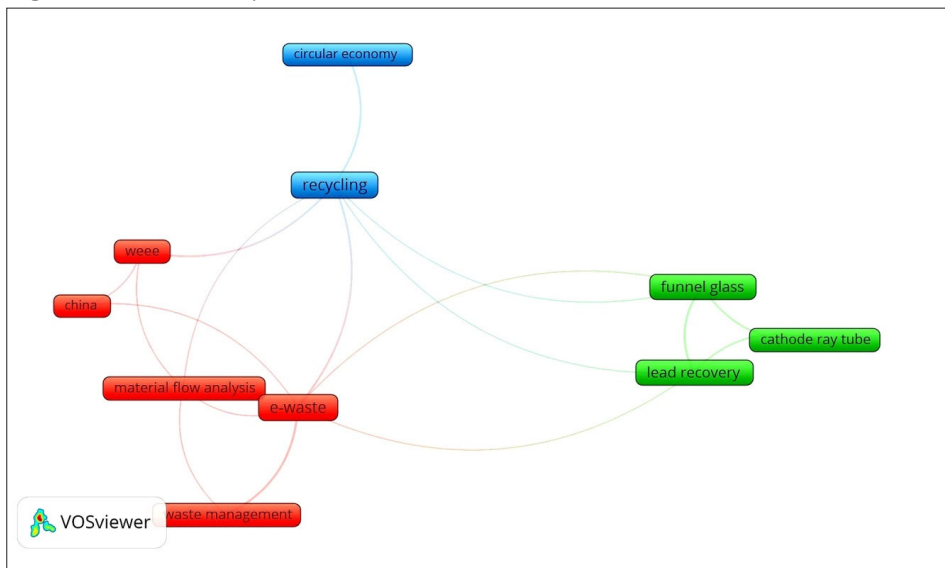 circular economy
recycling
weee
china
funnel glass
cathode ray tube
lead recovery
material flow analysis
e-waste
waste management
VOSviewer